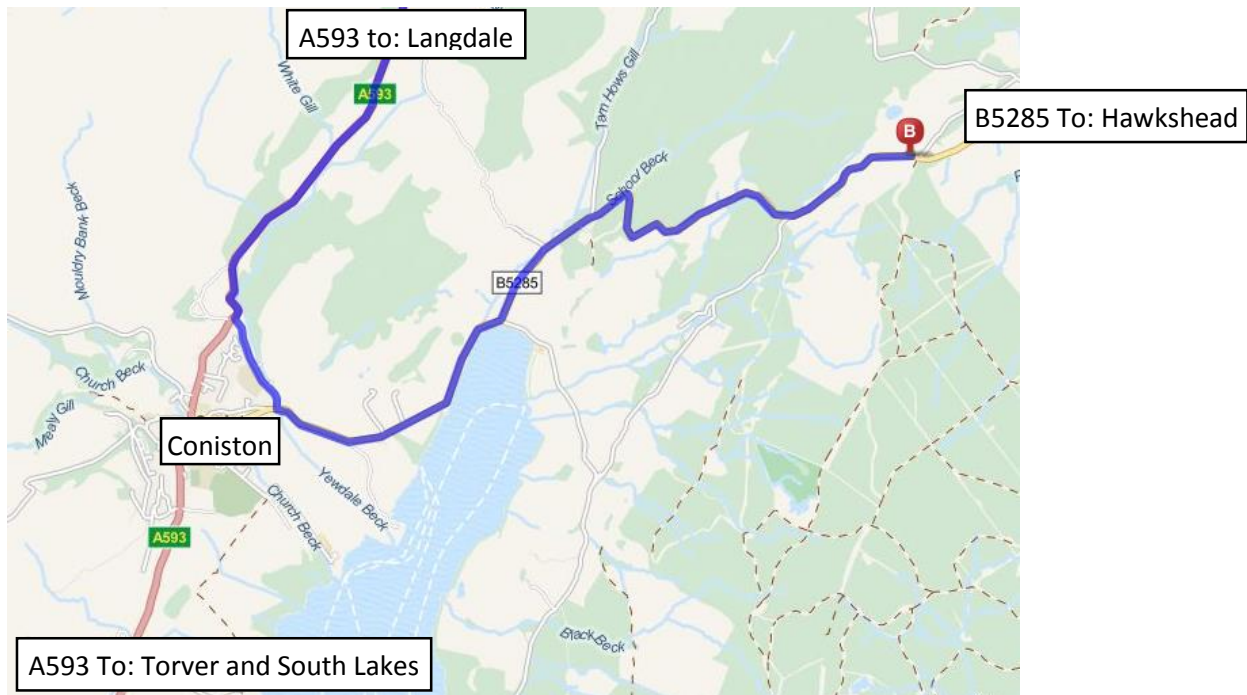 A593 to: Langdale
White Gill
A593
Tarn Hows Gill
B5285 To: Hawkshead
B
School Beck
Mouldry Bank Beck
B5285
Church Beck
Mealy Gill
Coniston
Yewdale Beck
Church Beck
A593
Black Beck
A593 To: Torver and South Lakes